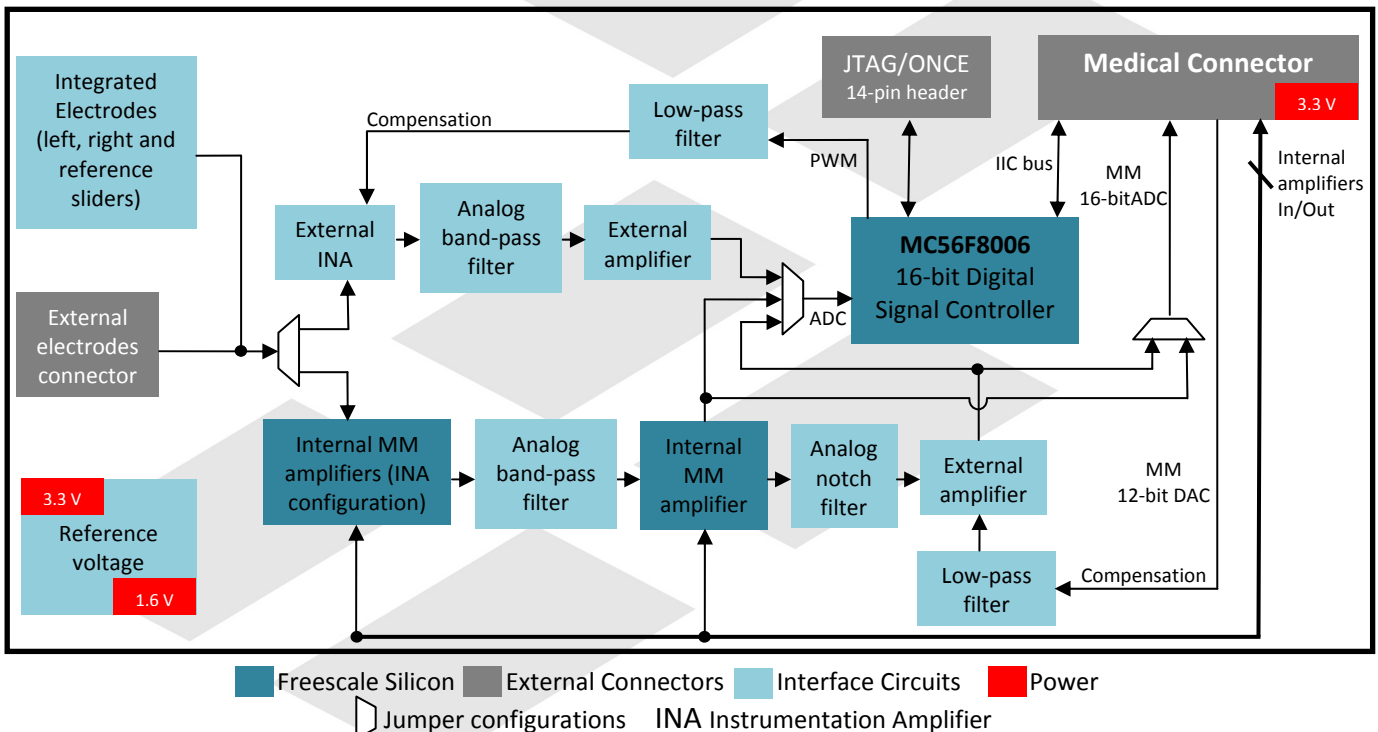 Integrated
Electrodes
(left, right and
reference
sliders)
External
electrodes
connector
3.3 V
Reference
voltage
1.6 V
Compensation
Low-pass
filter
PWM
JTAG/ONCE
14-pin header
Medical Connector
3.3 V
IIC bus
MM
16-bitADC
Internal
amplifiers
In/Out
External
INA
Analog
band-pass
filter
External
amplifier
ADC
MC56F8006
16-bit Digital
Signal Controller
Internal MM
amplifiers (INA
configuration)
Analog
band-pass
filter
Internal
MM
amplifier
Analog
notch
filter
External
amplifier
MM
12-bit DAC
Low-pass
filter
Compensation
Freescale Silicon
External Connectors
Interface Circuits
Power
Jumper configurations
INA Instrumentation Amplifier